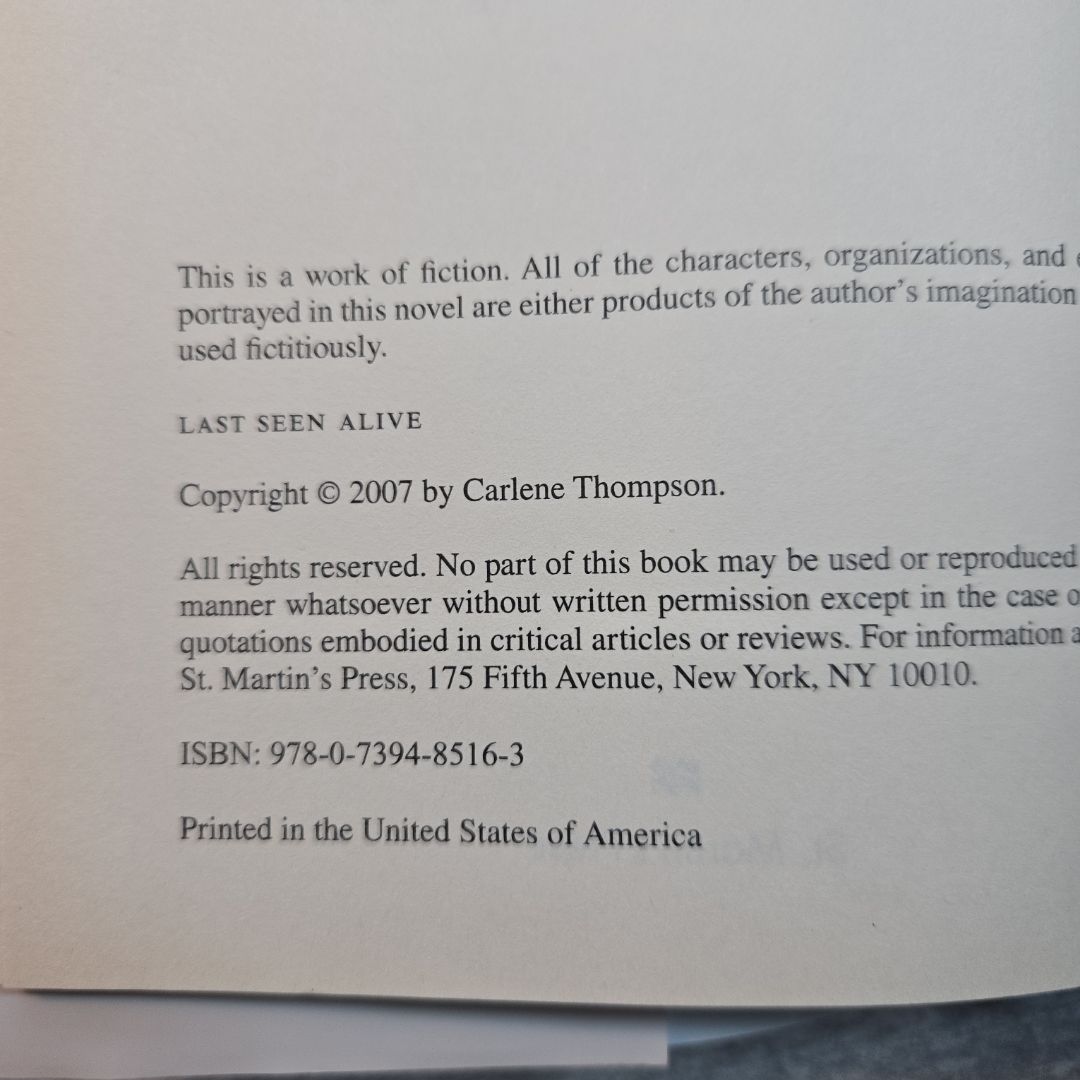 This is a work of fiction. All of the characters, organizations, and
portrayed in this novel are either products of the author's imagination
used fictitiously.
LAST SEEN ALIVE
Copyright © 2007 by Carlene Thompson.
All rights reserved. No part of this book may be used or reproduced
manner whatsoever without written permission except in the case
quotations embodied in critical articles or reviews. For information
St. Martin's Press, 175 Fifth Avenue, New York, NY 10010.
ISBN: 978-0-7394-8516-3
Printed in the United States of America